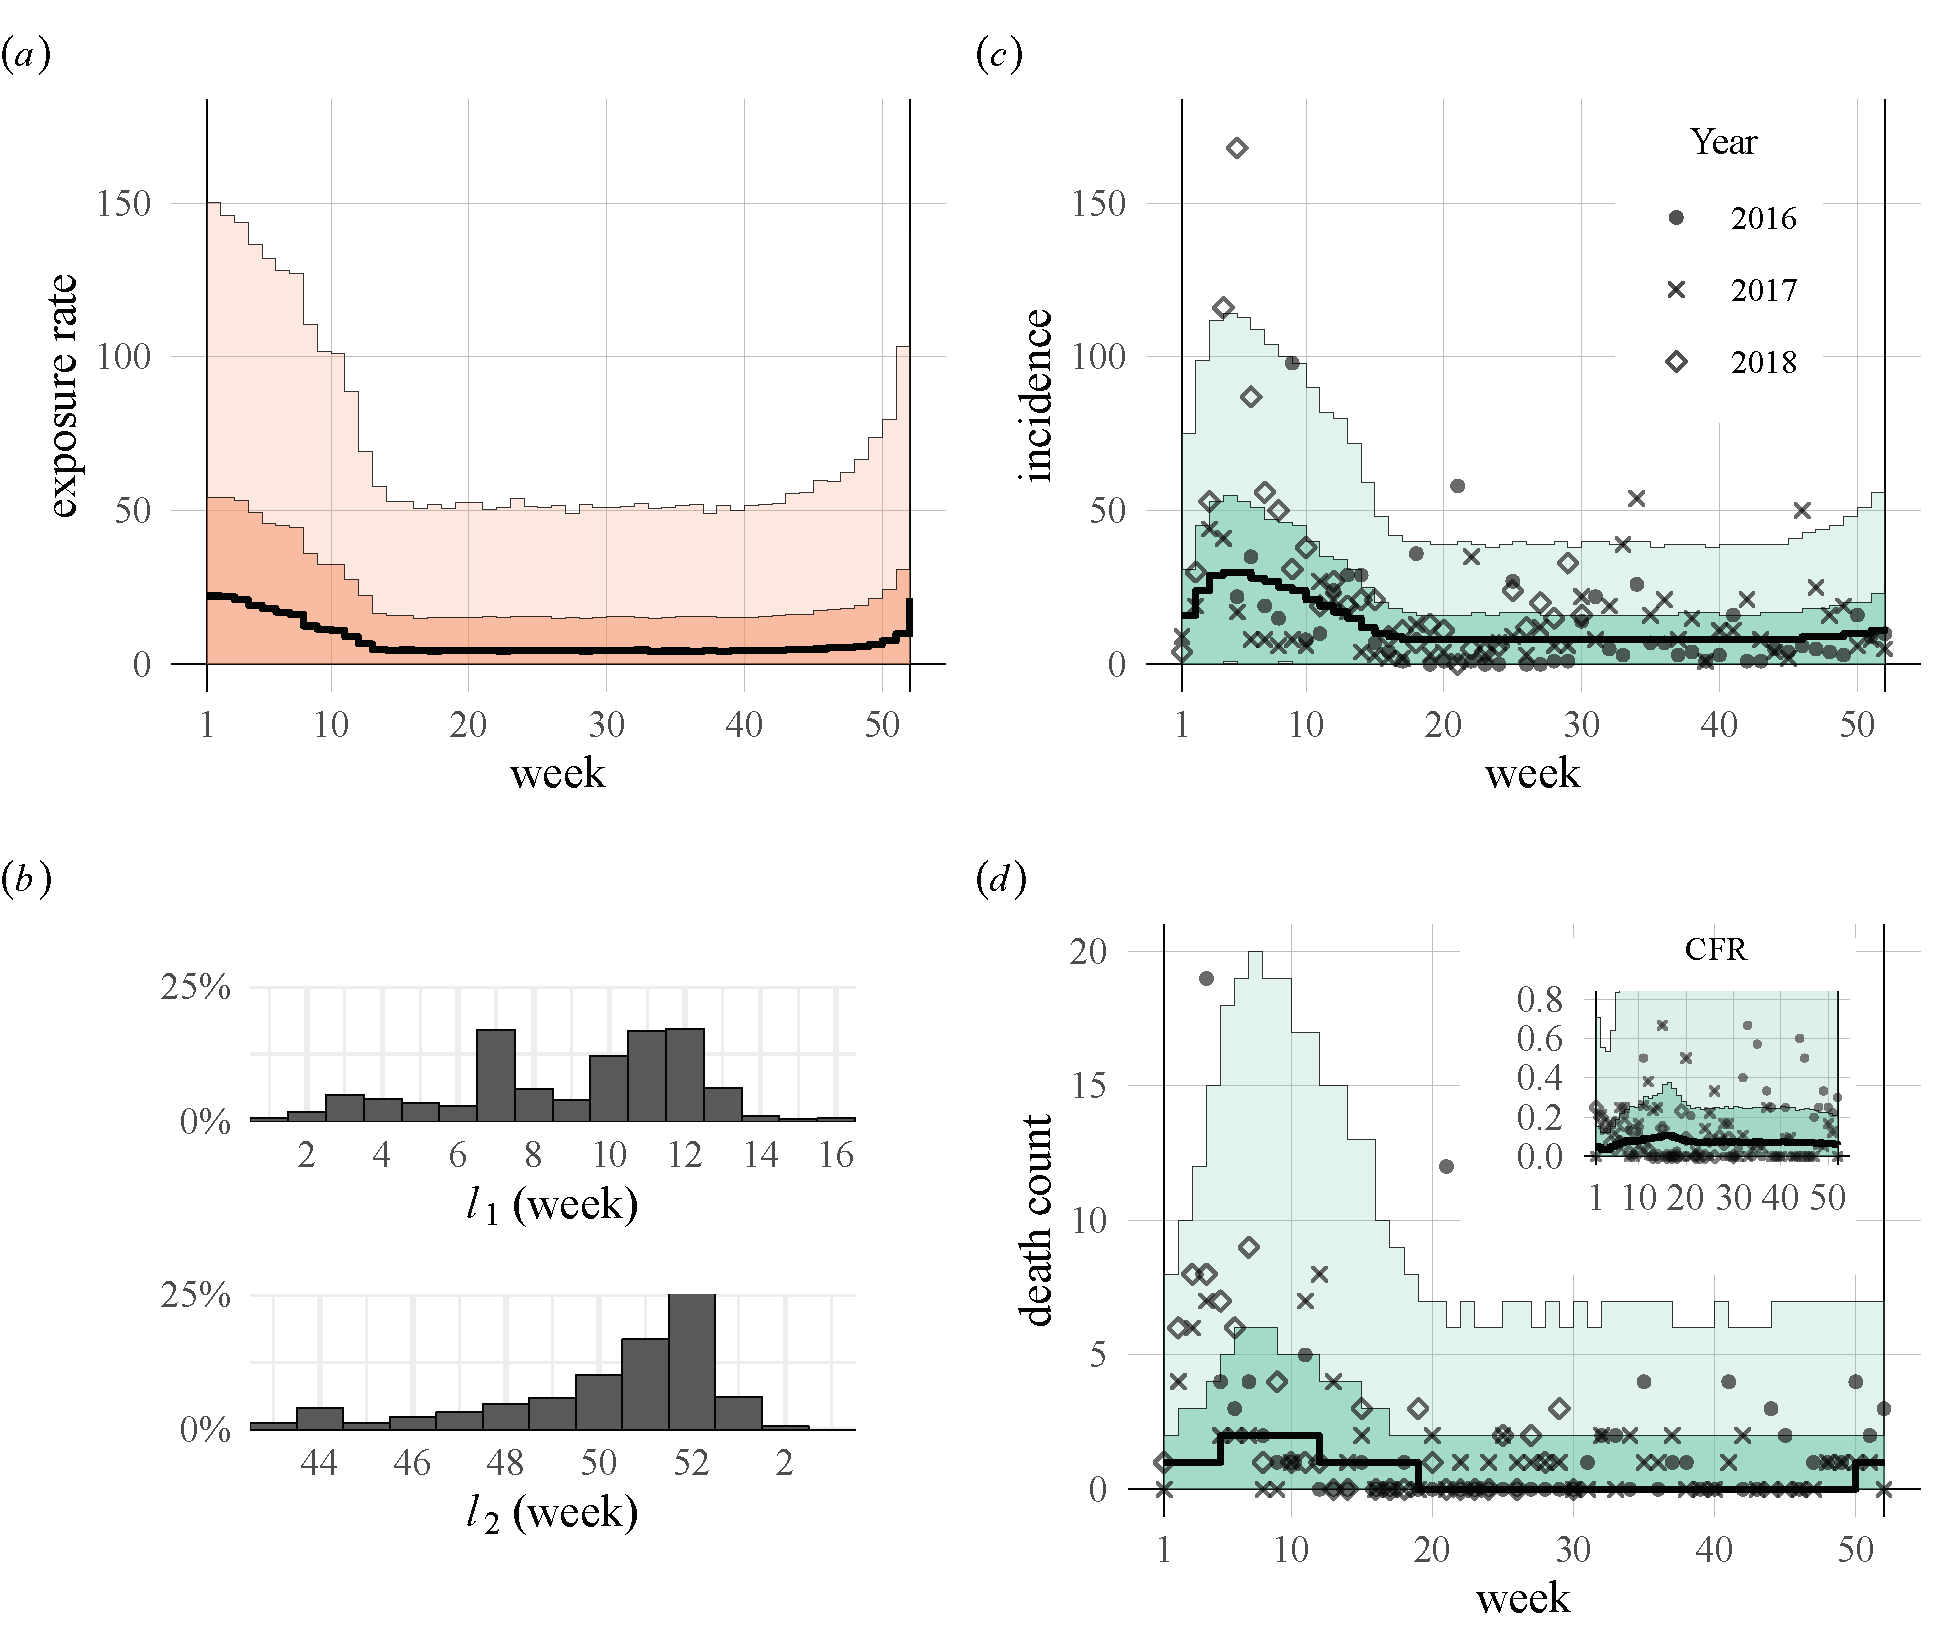 (a)
exposure rate
150
100
50
0
1 10 20 30 40 50
week
(b)
25%
0%
2 4 6 8 10 12 14 16
l1 (week)
25%
0%
44 46 48 50 52 2
l2 (week)
(c)
incidence
150
100
50
0
Year
2016
2017
2018
1 10 20 30 40 50
week
(d)
death count
20
15
10
5
0
CFR
0.8
0.6
0.4
0.2
0.0
1 10 20 30 40 50
1 10 20 30 40 50
week